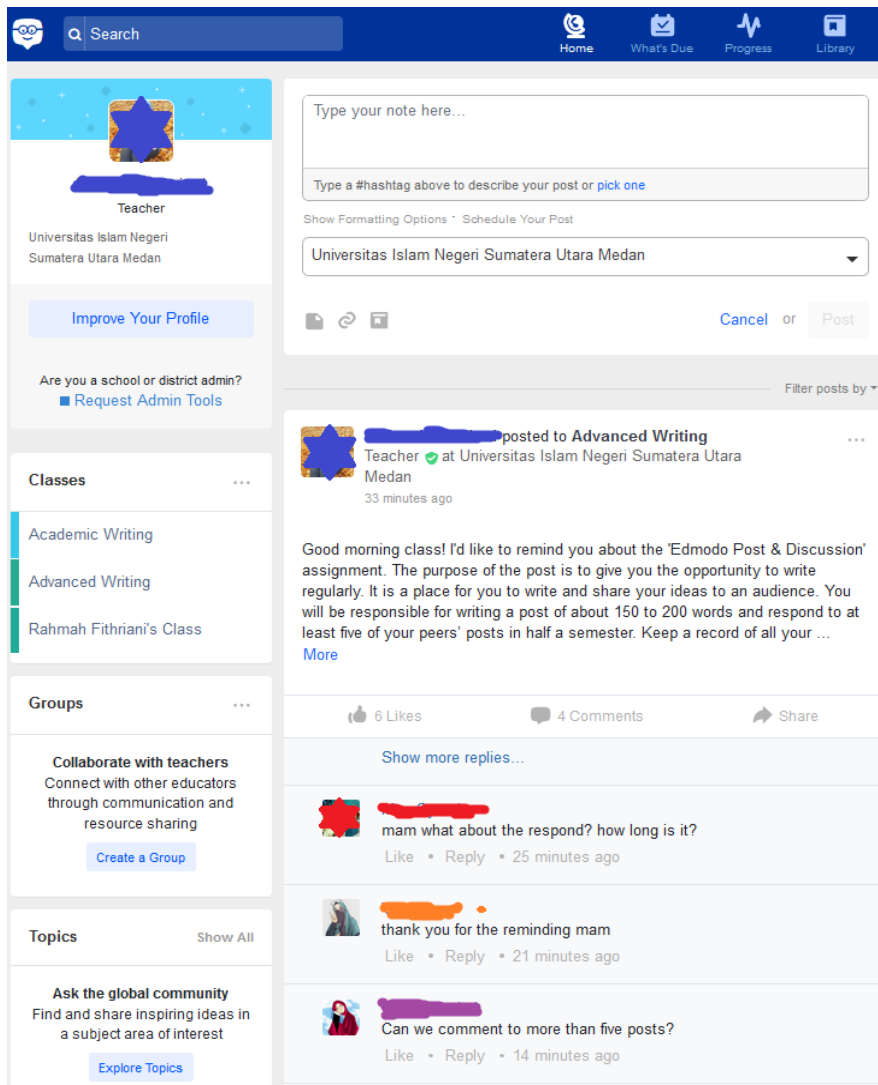 Search
Home
What's Due
Progress
Library
Teacher
Universitas Islam Negeri
Sumatera Utara Medan
Improve Your Profile
Are you a school or district admin?
Request Admin Tools
Classes
Academic Writing
Advanced Writing
Rahmah Fithriani's Class
Groups
Collaborate with teachers
Connect with other educators
through communication and
resource sharing
Create a Group
Topics
Show All
Ask the global community
Find and share inspiring ideas in
a subject area of interest
Explore Topics
Type your note here...
Type a #hashtag above to describe your post or pick one
Show Formatting Options · Schedule Your Post
Universitas Islam Negeri Sumatera Utara Medan
Cancel or Post
Filter posts by
posted to Advanced Writing
Teacher at Universitas Islam Negeri Sumatera Utara
Medan
33 minutes ago
Good morning class! I'd like to remind you about the 'Edmodo Post & Discussion'
assignment. The purpose of the post is to give you the opportunity to write
regularly. It is a place for you to write and share your ideas to an audience. You
will be responsible for writing a post of about 150 to 200 words and respond to at
least five of your peers' posts in half a semester. Keep a record of all your ...
More
6 Likes
4 Comments
Share
Show more replies...
mam what about the respond? how long is it?
Like • Reply • 25 minutes ago
thank you for the reminding mam
Like • Reply • 21 minutes ago
Can we comment to more than five posts?
Like • Reply • 14 minutes ago